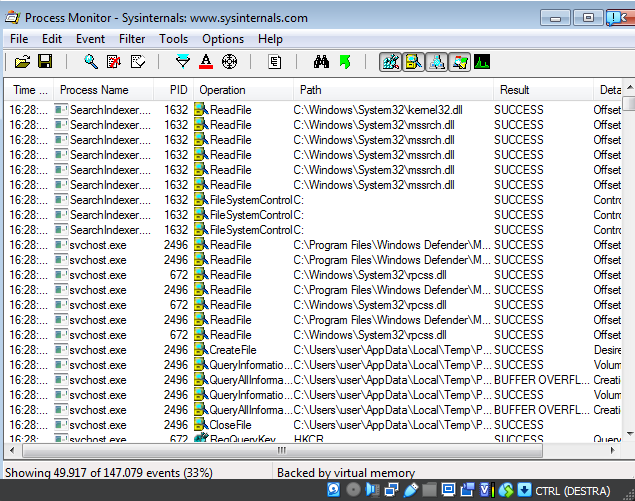 Process Monitor - Sysinternals: www.sysinternals.com
File Edit Event Filter Tools Options Help
Time ... Process Name PID Operation Path Result Detai
16:28:... SearchIndexer.... 1632 ReadFile C:\Windows\System32\kernel32.dll SUCCESS Offset
16:28:... SearchIndexer.... 1632 ReadFile C:\Windows\System32\mssrch.dll SUCCESS Offset
16:28:... SearchIndexer.... 1632 ReadFile C:\Windows\System32\mssrch.dll SUCCESS Offset
16:28:... SearchIndexer.... 1632 ReadFile C:\Windows\System32\mssrch.dll SUCCESS Offset
16:28:... SearchIndexer.... 1632 ReadFile C:\Windows\System32\mssrch.dll SUCCESS Offset
16:28:... SearchIndexer.... 1632 ReadFile C:\Windows\System32\mssrch.dll SUCCESS Offset
16:28:... SearchIndexer.... 1632 FileSystemControl C: SUCCESS Contro
16:28:... SearchIndexer.... 1632 FileSystemControl C: SUCCESS Contro
16:28:... SearchIndexer.... 1632 FileSystemControl C: SUCCESS Contro
16:28:... svchost.exe 2496 ReadFile C:\Program Files\Windows Defender\M... SUCCESS Offset
16:28:... svchost.exe 2496 ReadFile C:\Program Files\Windows Defender\M... SUCCESS Offset
16:28:... svchost.exe 672 ReadFile C:\Windows\System32\rpcss.dll SUCCESS Offset
16:28:... svchost.exe 2496 ReadFile C:\Program Files\Windows Defender\M... SUCCESS Offset
16:28:... svchost.exe 672 ReadFile C:\Windows\System32\rpcss.dll SUCCESS Offset
16:28:... svchost.exe 2496 ReadFile C:\Program Files\Windows Defender\M... SUCCESS Offset
16:28:... svchost.exe 672 ReadFile C:\Windows\System32\rpcss.dll SUCCESS Offset
16:28:... svchost.exe 2496 CreateFile C:\Users\user\AppData\Local\Temp\P... SUCCESS Desire
16:28:... svchost.exe 2496 QueryInformatio... C:\Users\user\AppData\Local\Temp\P... SUCCESS Volum
16:28:... svchost.exe 2496 QueryAllInforma... C:\Users\user\AppData\Local\Temp\P... BUFFER OVERFL... Creatio
16:28:... svchost.exe 2496 QueryInformatio... C:\Users\user\AppData\Local\Temp\P... SUCCESS Volum
16:28:... svchost.exe 2496 QueryAllInforma... C:\Users\user\AppData\Local\Temp\P... BUFFER OVERFL... Creatio
16:28:... svchost.exe 2496 CloseFile C:\Users\user\AppData\Local\Temp\P... SUCCESS
16:28:... svchost.exe 672 RegQueryKey HKCR SUCCESS Query
Showing 49.917 of 147.079 events (33%) Backed by virtual memory
CTRL (DESTRA)